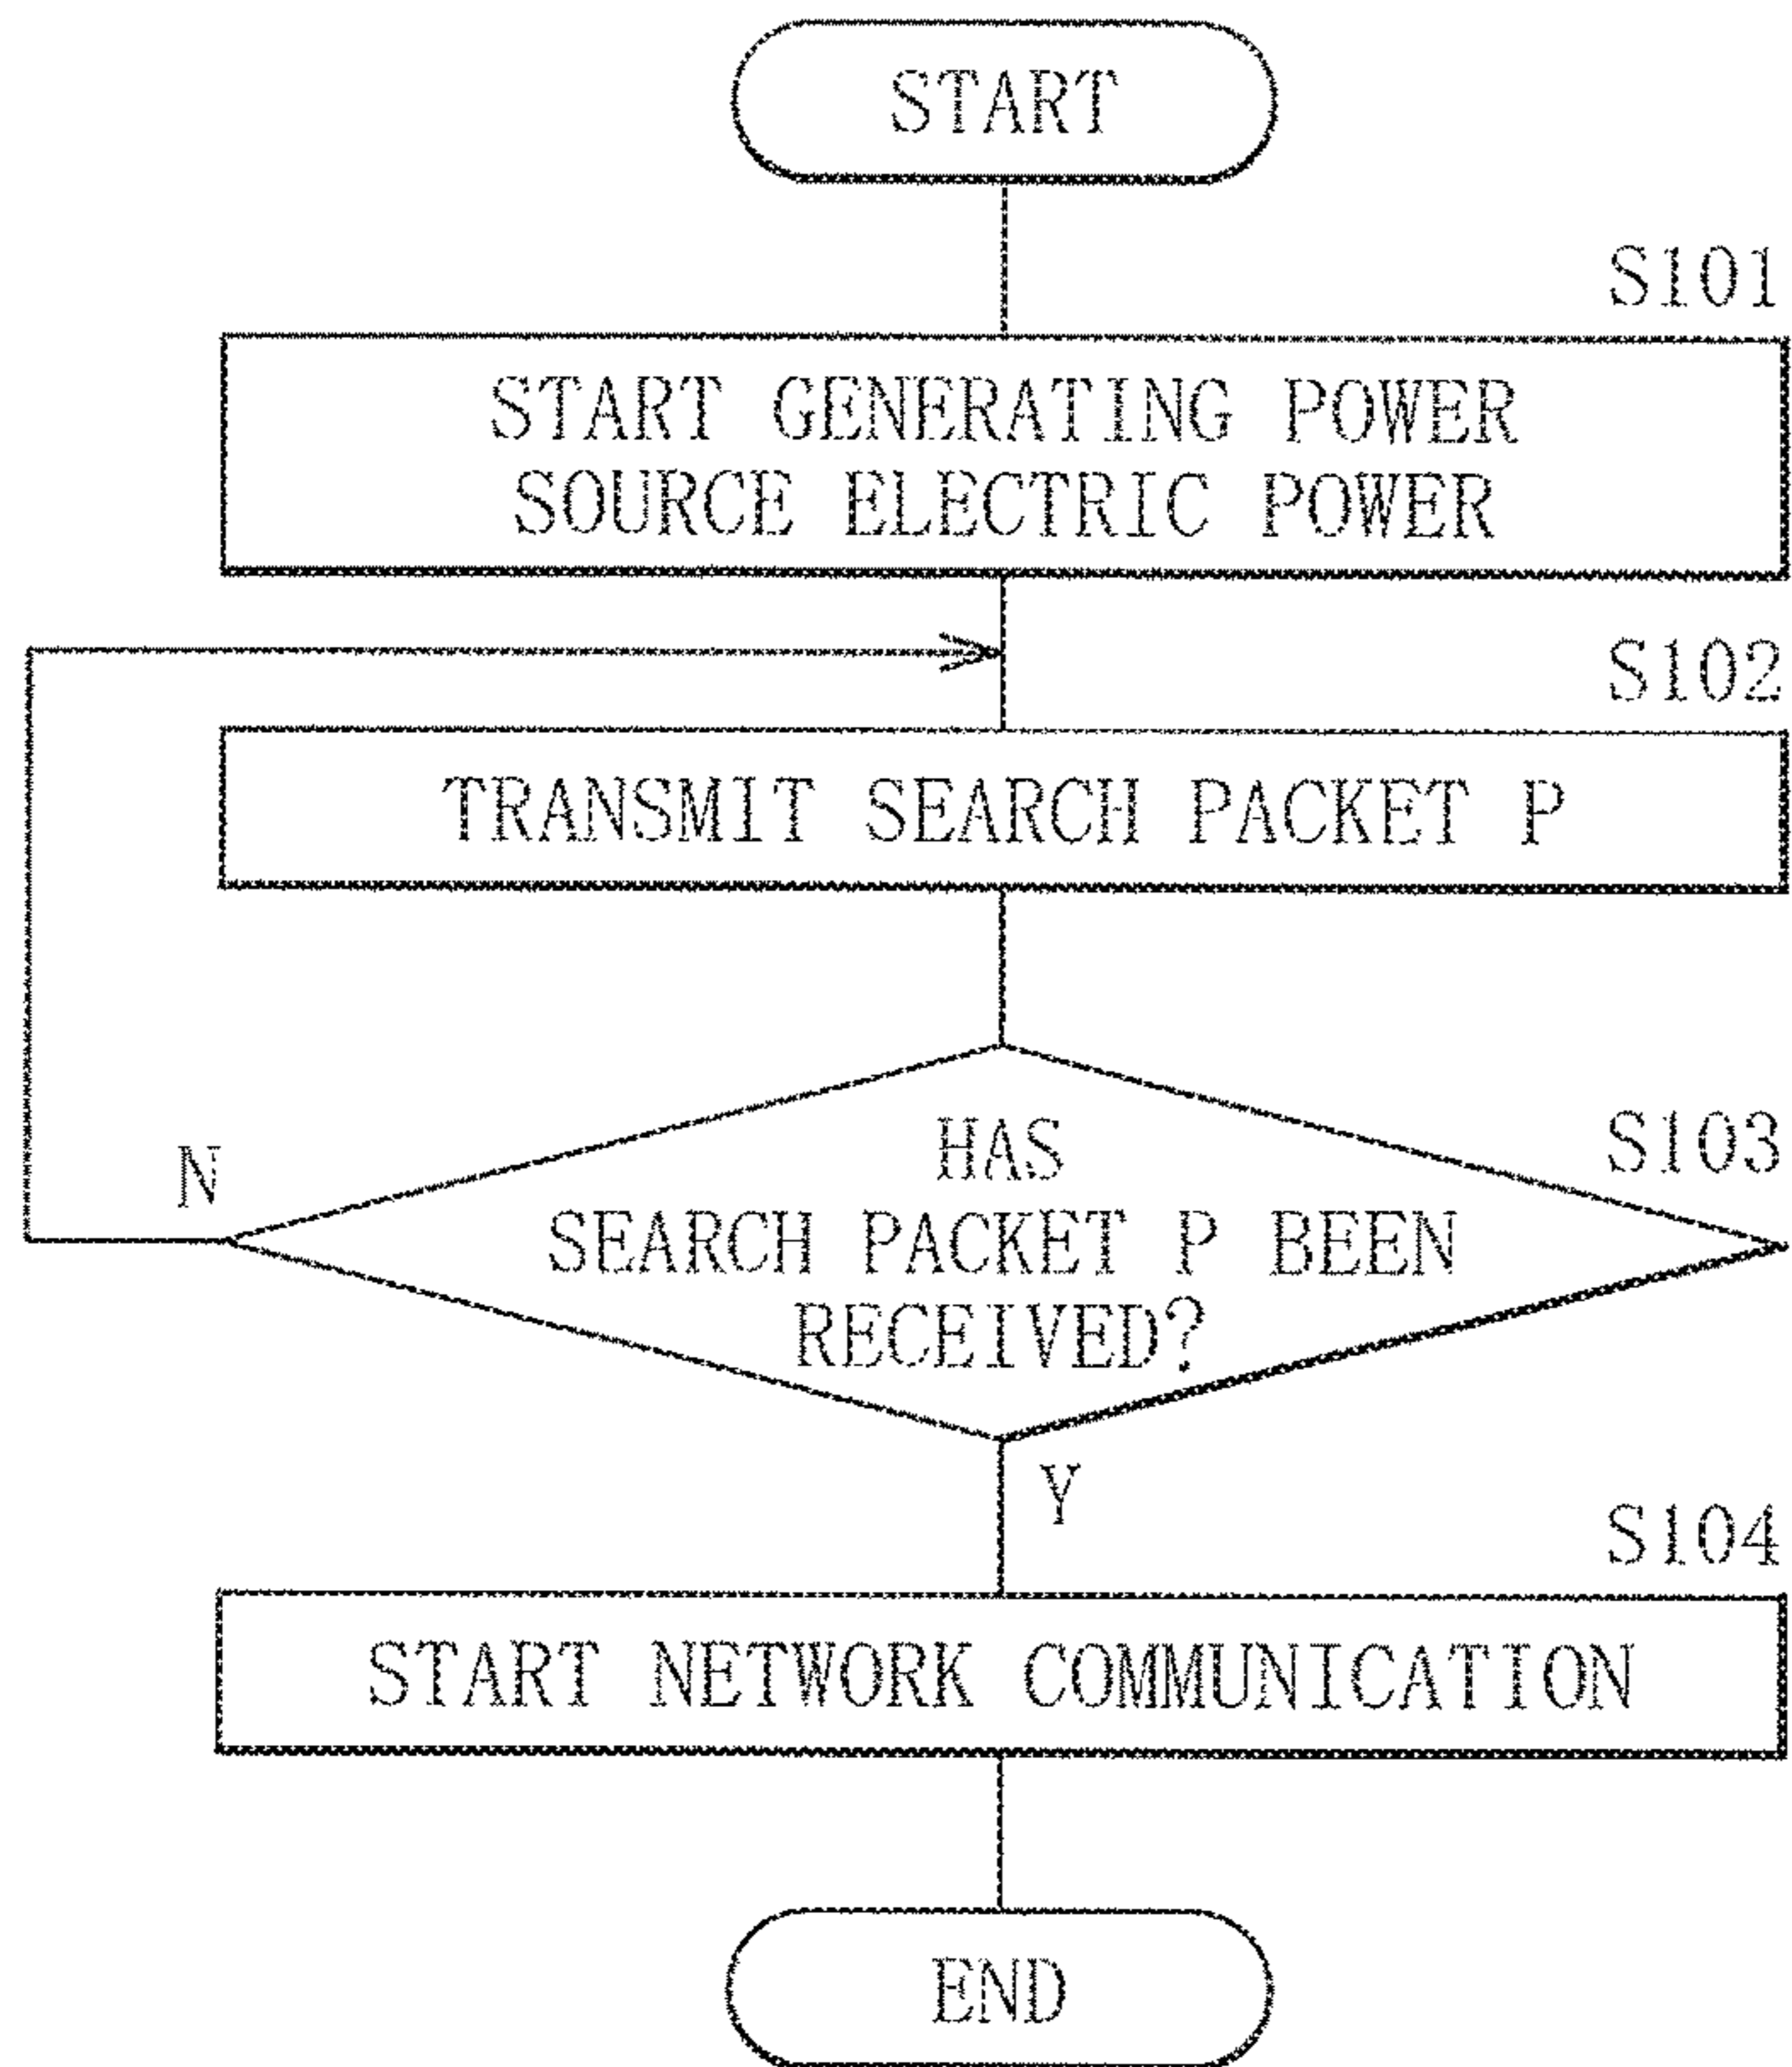 START
S101
START GENERATING POWER
SOURCE ELECTRIC POWER
S102
TRANSMIT SEARCH PACKET P
S103
HAS
SEARCH PACKET P BEEN
RECEIVED?
N
Y
S104
START NETWORK COMMUNICATION
END